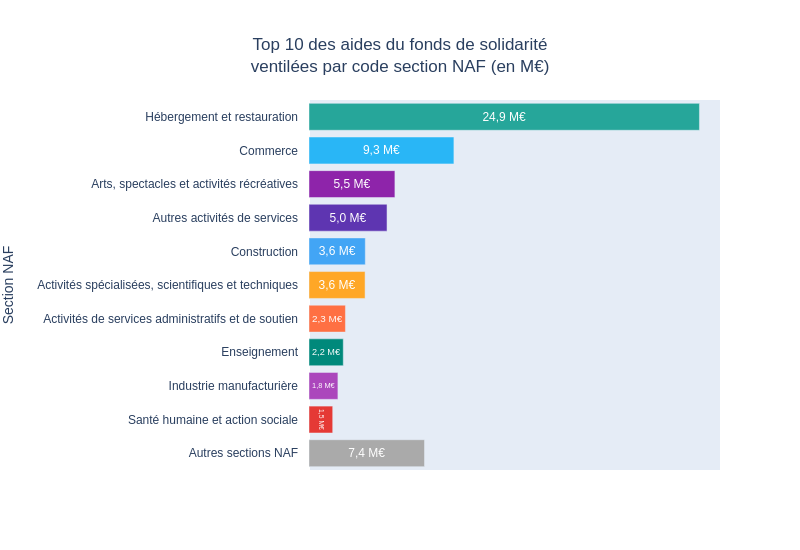 Top 10 des aides du fonds de solidarité
ventilées par code section NAF (en M€)
Section NAF
Hébergement et restauration 24,9 M€
Commerce 9,3 M€
Arts, spectacles et activités récréatives 5,5 M€
Autres activités de services 5,0 M€
Construction 3,6 M€
Activités spécialisées, scientifiques et techniques 3,6 M€
Activités de services administratifs et de soutien 2,3 M€
Enseignement 2,2 M€
Industrie manufacturière 1,8 M€
Santé humaine et action sociale 1,5 M€
Autres sections NAF 7,4 M€